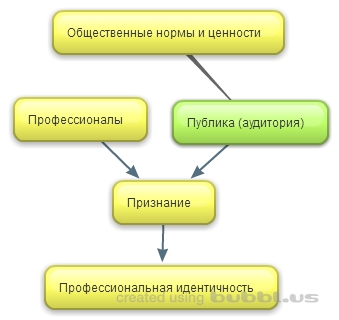 Общественные нормы и ценности
Профессионалы
Публика (аудитория)
Признание
Профессиональная идентичность
created using bubbl.us